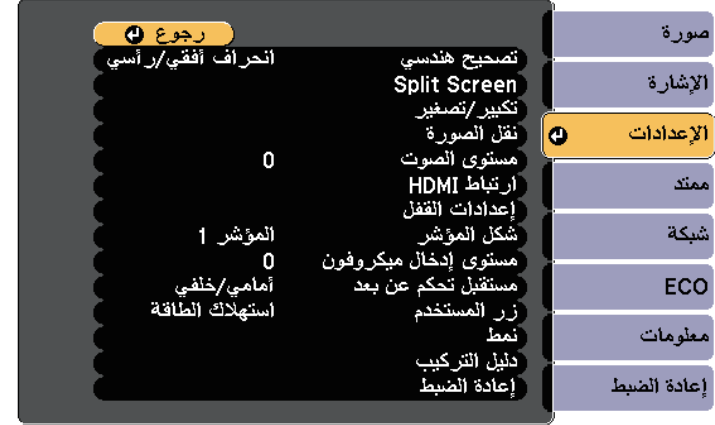 صورة
الإشارة
الإعدادات
ممتد
شبكة
ECO
معلومات
إعادة الضبط
رجوع
تصحيح هندسي انحراف أفقي/رأسي
Split Screen
تكبير/تصغير
نقل الصورة
مستوى الصوت 0
ارتباط HDMI
إعدادات القفل
شكل المؤشر المؤشر 1
مستوى إدخال ميكروفون 0
مستقبل تحكم عن بعد أمامي/خلفي
زر المستخدم استهلاك الطاقة
نمط
دليل التركيب
إعادة الضبط